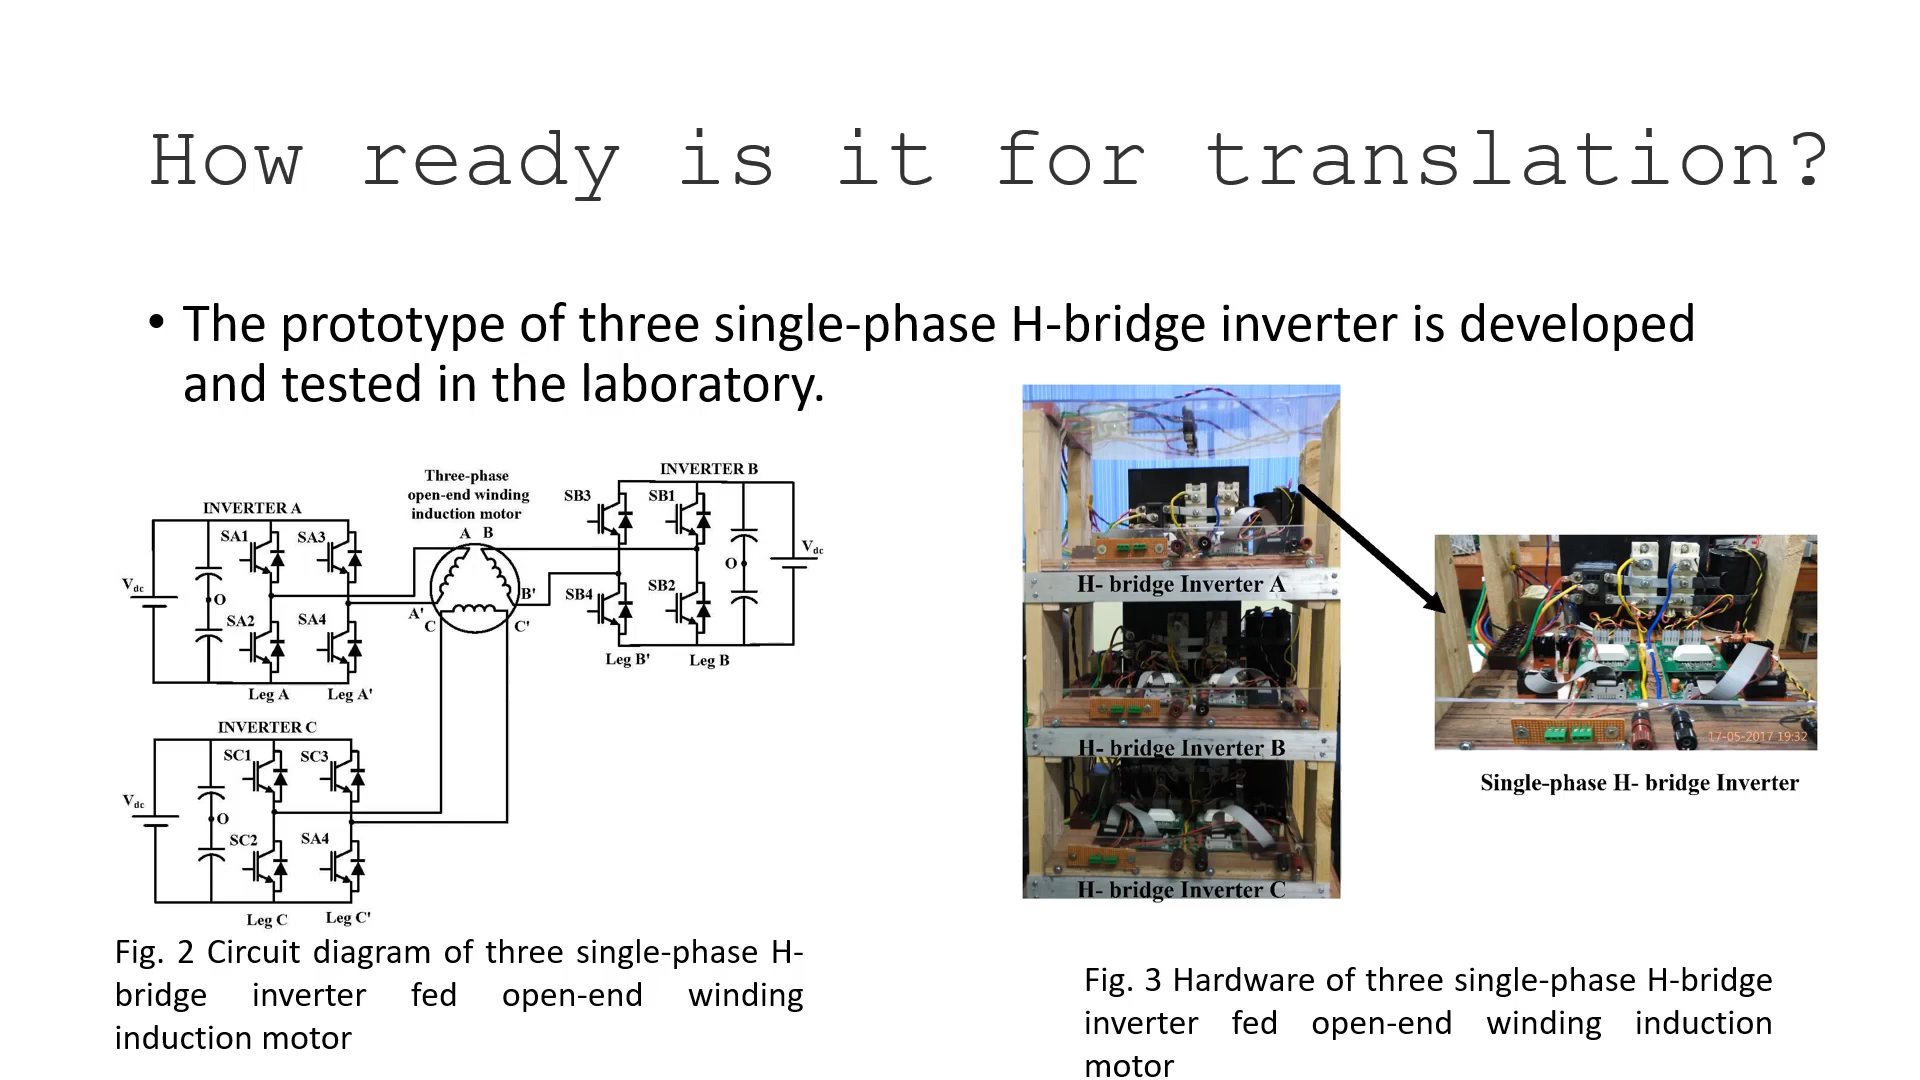 How ready is it for translation?
• The prototype of three single-phase H-bridge inverter is developed
and tested in the laboratory.
INVERTER A
SA1
SA3
Vdc
O
SA2
SA4
Leg A
Leg A'
Three-phase
open-end winding
induction motor
A B
A'
B'
C
C'
INVERTER B
SB3
SB1
Vdc
O
SB4
SB2
Leg B'
Leg B
INVERTER C
SC1
SC3
Vdc
O
SC2
SA4
Leg C
Leg C'
Fig. 2 Circuit diagram of three single-phase H-
bridge inverter fed open-end winding
induction motor
H- bridge Inverter A
H- bridge Inverter B
H- bridge Inverter C
17-05-2017 19:32
Single-phase H- bridge Inverter
Fig. 3 Hardware of three single-phase H-bridge
inverter fed open-end winding induction
motor